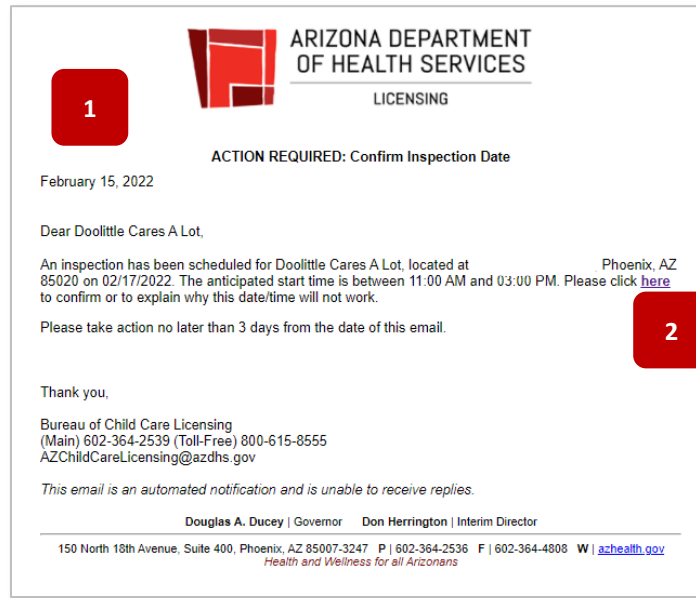 ARIZONA DEPARTMENT
OF HEALTH SERVICES
LICENSING
1
ACTION REQUIRED: Confirm Inspection Date
February 15, 2022
Dear Doolittle Cares A Lot,
An inspection has been scheduled for Doolittle Cares A Lot, located at , Phoenix, AZ
85020 on 02/17/2022. The anticipated start time is between 11:00 AM and 03:00 PM. Please click here
to confirm or to explain why this date/time will not work.
Please take action no later than 3 days from the date of this email.
2
Thank you,
Bureau of Child Care Licensing
(Main) 602-364-2539 (Toll-Free) 800-615-8555
AZChildCareLicensing@azdhs.gov
This email is an automated notification and is unable to receive replies.
Douglas A. Ducey | Governor Don Herrington | Interim Director
150 North 18th Avenue, Suite 400, Phoenix, AZ 85007-3247 P | 602-364-2536 F | 602-364-4808 W | azhealth.gov
Health and Wellness for all Arizonans